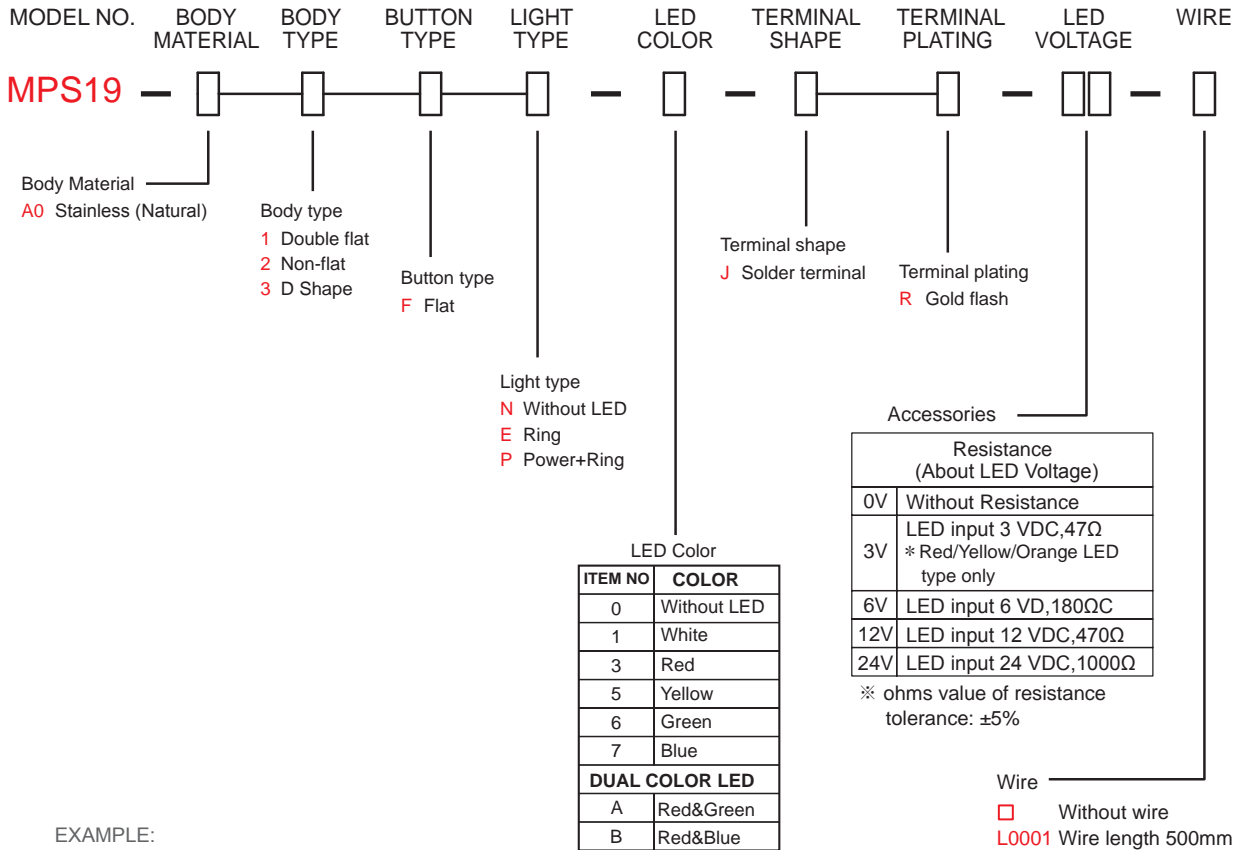 MODEL NO. BODY MATERIAL BODY TYPE BUTTON TYPE LIGHT TYPE LED COLOR TERMINAL SHAPE TERMINAL PLATING LED VOLTAGE WIRE
MPS19
Body Material
A0 Stainless (Natural)
Body type
1 Double flat
2 Non-flat
3 D Shape
Button type
F Flat
Light type
N Without LED
E Ring
P Power+Ring
LED Color
ITEM NO COLOR
0 Without LED
1 White
3 Red
5 Yellow
6 Green
7 Blue
DUAL COLOR LED
A Red&Green
B Red&Blue
Terminal shape
J Solder terminal
Terminal plating
R Gold flash
Accessories
Resistance
(About LED Voltage)
0V Without Resistance
3V LED input 3 VDC,47Ω
* Red/Yellow/Orange LED
type only
6V LED input 6 VD,180ΩC
12V LED input 12 VDC,470Ω
24V LED input 24 VDC,1000Ω
※ ohms value of resistance
tolerance: ±5%
Wire
□ Without wire
L0001 Wire length 500mm
EXAMPLE: